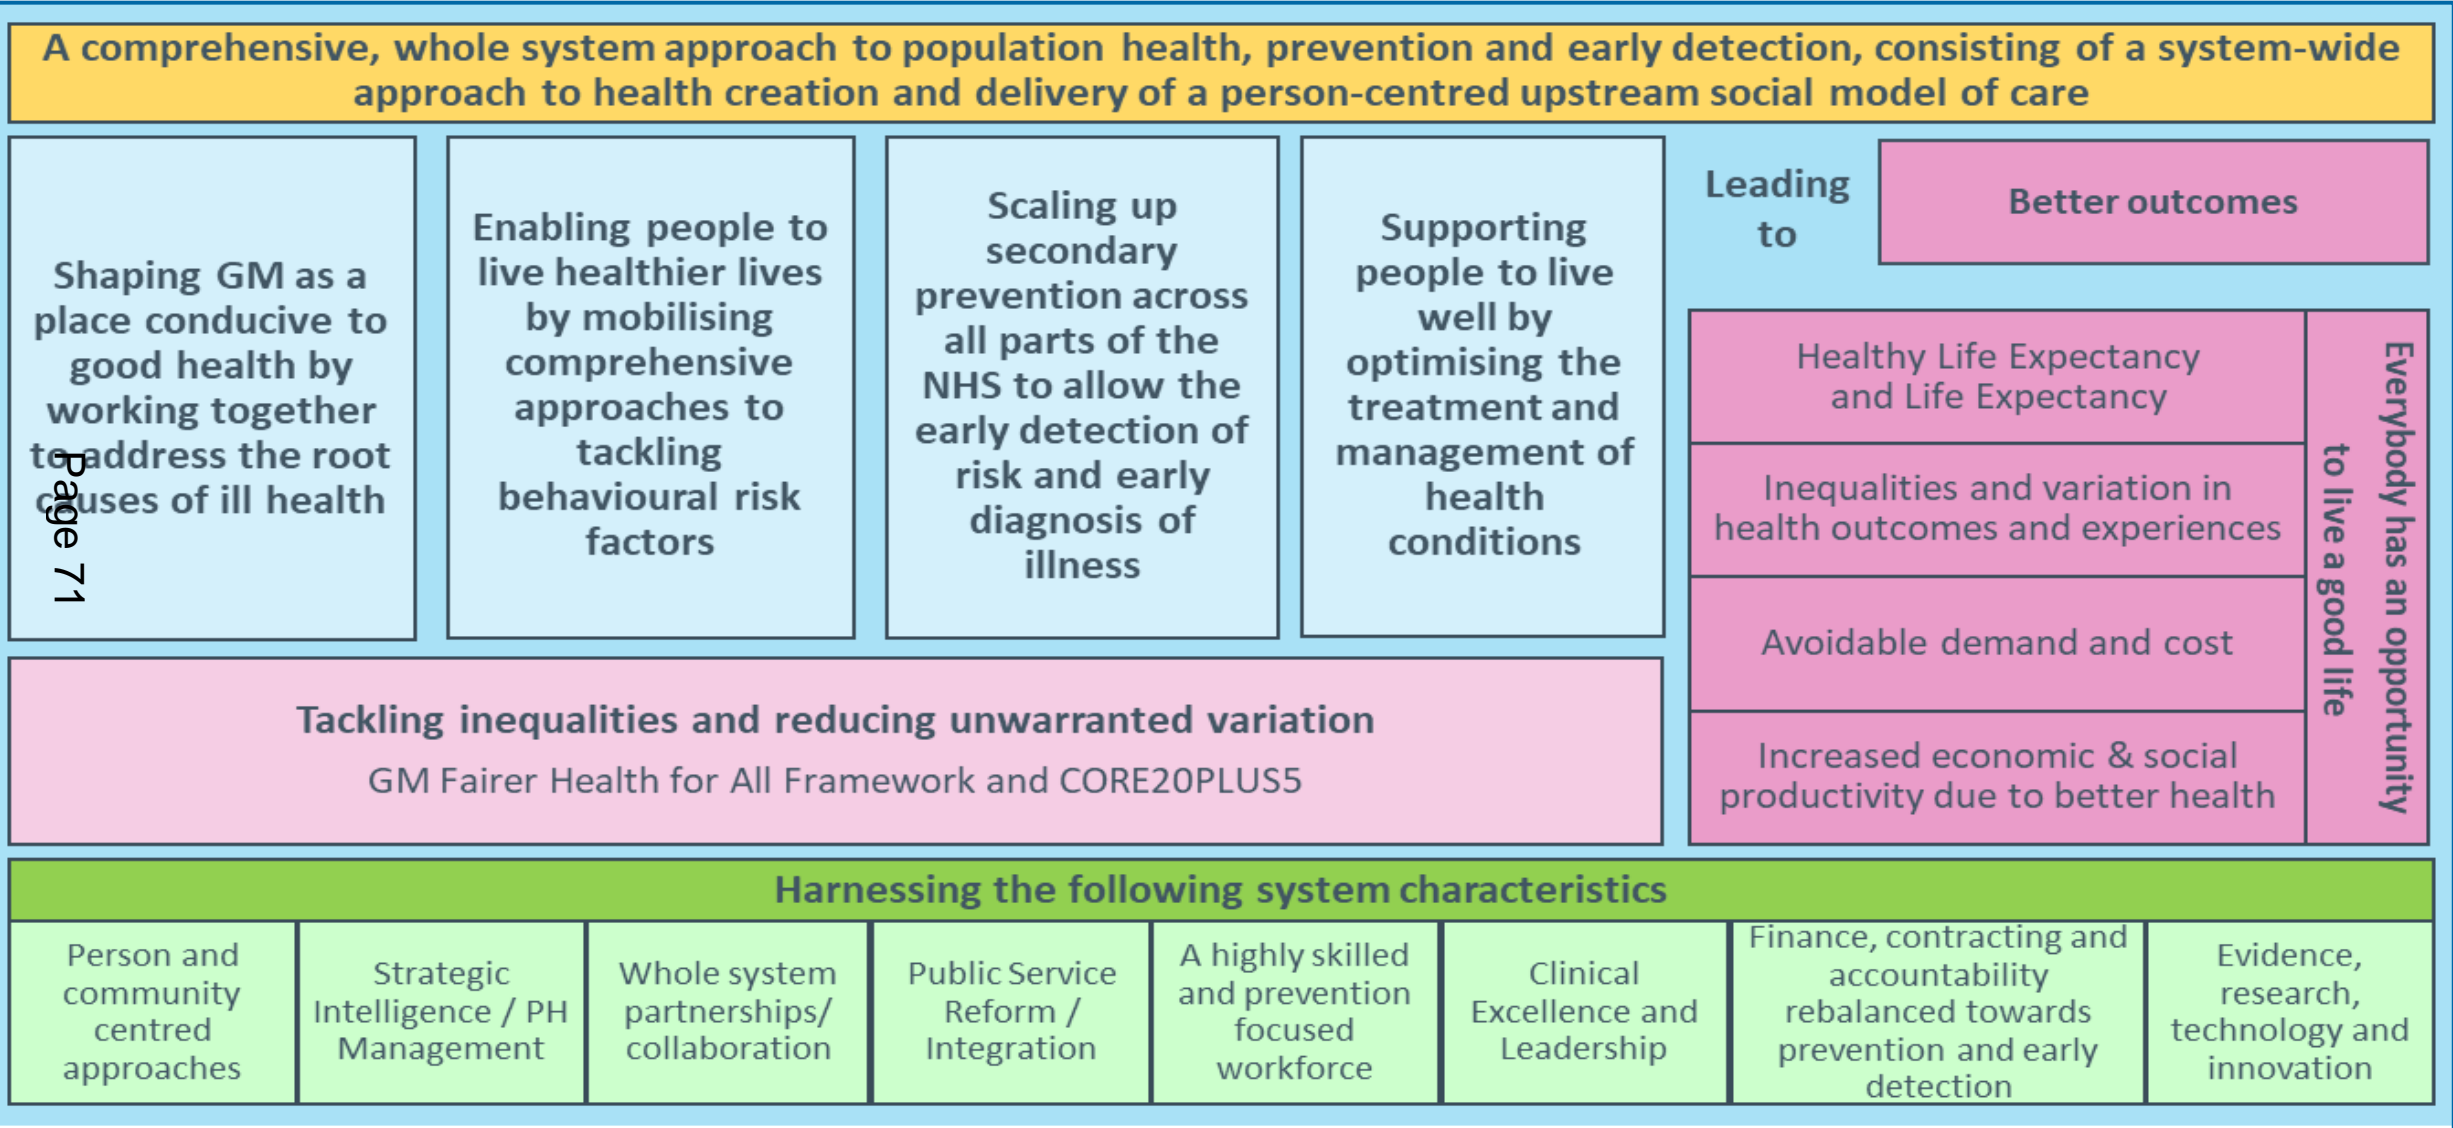 A comprehensive, whole system approach to population health, prevention and early detection, consisting of a system-wide
approach to health creation and delivery of a person-centred upstream social model of care
Shaping GM as a
place conducive to
good health by
working together
to address the root
causes of ill health
Page 71
Enabling people to
live healthier lives
by mobilising
comprehensive
approaches to
tackling
behavioural risk
factors
Scaling up
secondary
prevention across
all parts of the
NHS to allow the
early detection of
risk and early
diagnosis of
illness
Supporting
people to live
well by
optimising the
treatment and
management of
health
conditions
Leading
to
Better outcomes
Healthy Life Expectancy
and Life Expectancy
Inequalities and variation in
health outcomes and experiences
Avoidable demand and cost
Increased economic & social
productivity due to better health
Everybody has an opportunity
to live a good life
Tackling inequalities and reducing unwarranted variation
GM Fairer Health for All Framework and CORE20PLUS5
Harnessing the following system characteristics
Person and
community
centred
approaches
Strategic
Intelligence / PH
Management
Whole system
partnerships/
collaboration
Public Service
Reform /
Integration
A highly skilled
and prevention
focused
workforce
Clinical
Excellence and
Leadership
Finance, contracting and
accountability
rebalanced towards
prevention and early
detection
Evidence,
research,
technology and
innovation